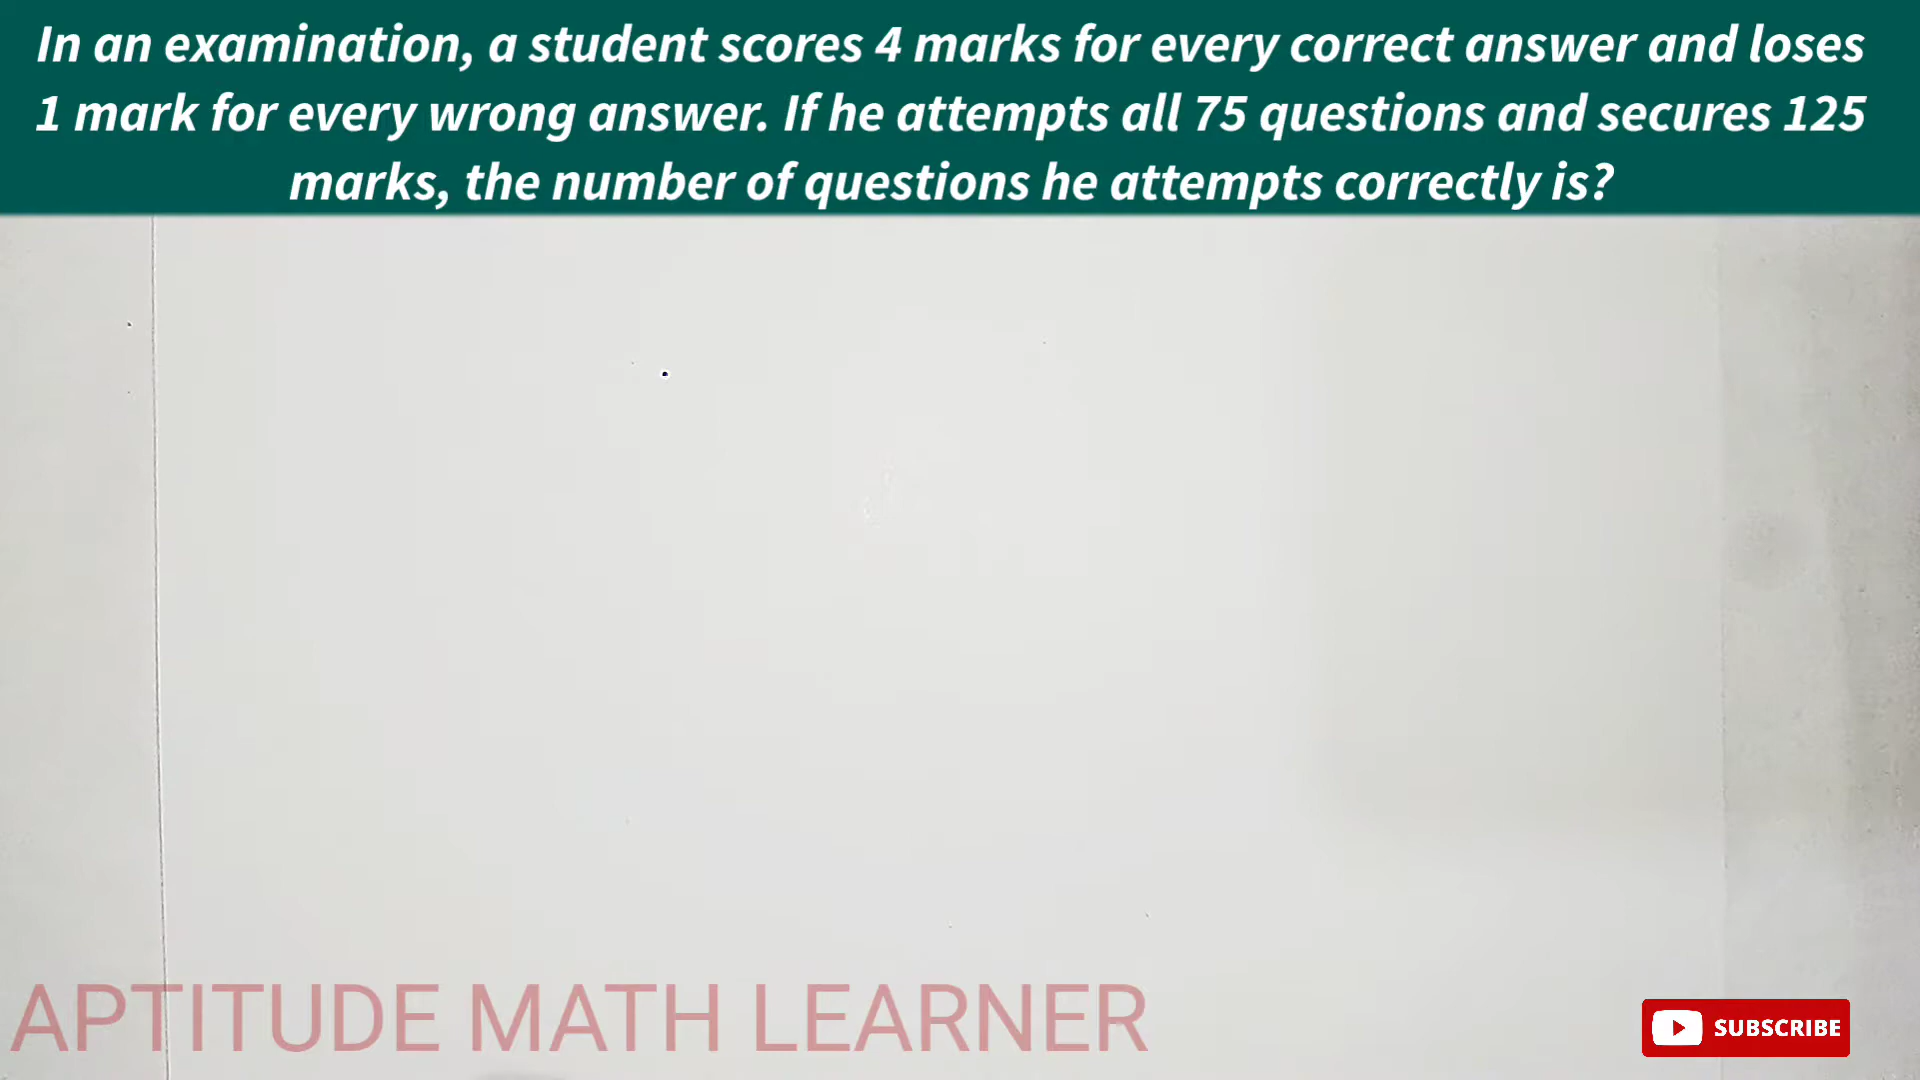 In an examination, a student scores 4 marks for every correct answer and loses
1 mark for every wrong answer. If he attempts all 75 questions and secures 125
marks, the number of questions he attempts correctly is?
APTITUDE MATH LEARNER
SUBSCRIBE